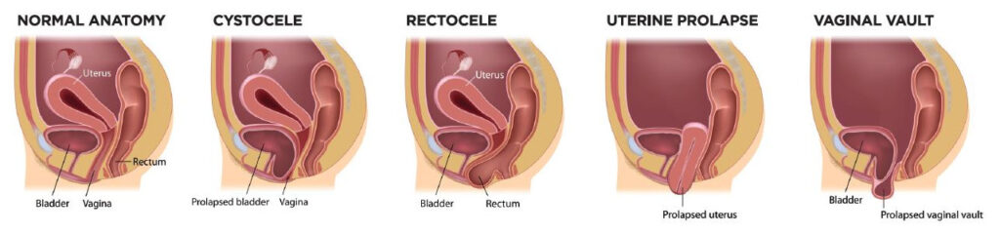 NORMAL ANATOMY
CYSTOCELE
RECTOCELE
UTERINE PROLAPSE
VAGINAL VAULT
Uterus
Rectum
Bladder
Vagina
Prolapsed bladder
Vagina
Uterus
Bladder
Rectum
Prolapsed uterus
Bladder
Prolapsed vaginal vault